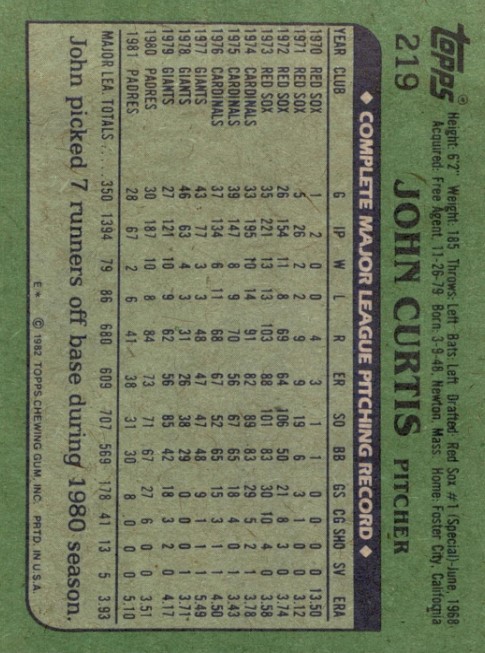 topps®
219
Height: 6'2" Weight: 185 Throws: Left Bats: Left Drafted: Red Sox #1 (Special)-June, 1968
Acquired: Free Agent, 11-26-79 Born: 3-9-48, Newton, Mass. Home: Foster City, California
JOHN CURTIS PITCHER
◆ COMPLETE MAJOR LEAGUE PITCHING RECORD ◆
YEAR CLUB G IP W L R ER SO BB GS CG SHO SV ERA
1970 RED SOX 1 2 0 0 4 3 1 1 0 0 0 0 13.50
1971 RED SOX 5 26 2 2 9 9 19 6 3 1 0 0 3.12
1972 RED SOX 26 154 11 8 69 64 106 50 21 8 3 0 3.74
1973 RED SOX 35 221 13 13 103 88 101 83 30 10 4 0 3.58
1974 CARDINALS 33 195 10 14 91 82 89 83 29 5 2 1 3.78
1975 CARDINALS 39 147 8 9 70 56 67 65 18 4 0 1 3.43
1976 CARDINALS 37 134 6 11 68 67 52 65 15 3 1 1 4.50
1977 GIANTS 43 77 3 3 48 47 47 48 9 1 1 1 5.49
1978 GIANTS 46 63 4 3 31 26 38 29 0 0 0 1 3.71
1979 GIANTS 27 121 10 9 62 56 85 42 18 3 2 0 4.17
1980 PADRES 30 187 10 8 84 73 71 67 27 6 0 0 3.51
1981 PADRES 28 67 2 6 41 38 31 30 8 0 0 0 5.10
MAJOR LEA. TOTALS .... 350 1394 79 86 680 609 707 569 178 41 13 5 3.93
John picked 7 runners off base during 1980 season.
E* © 1982 TOPPS CHEWING GUM, INC. PRTD. IN U.S.A.